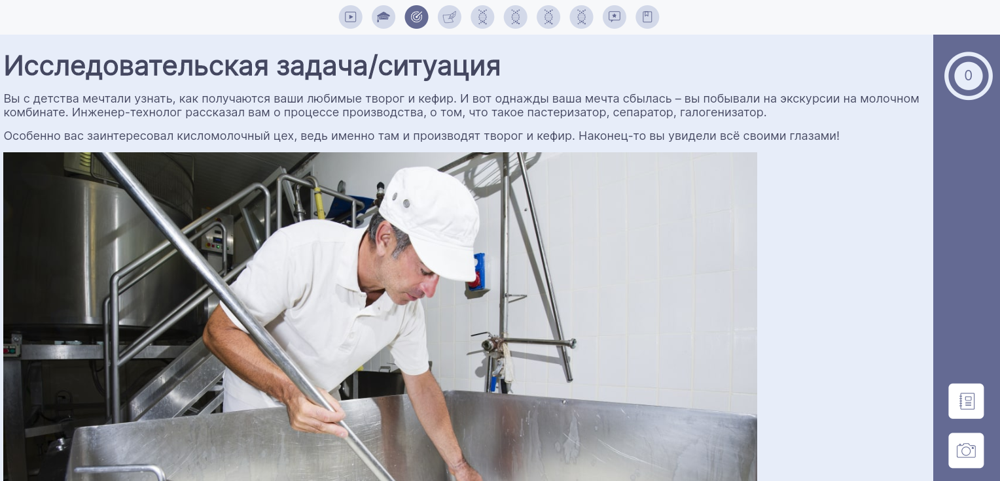 Исследовательская задача/ситуация
0
Вы с детства мечтали узнать, как получаются ваши любимые творог и кефир. И вот однажды ваша мечта сбылась – вы побывали на экскурсии на молочном
комбинате. Инженер-технолог рассказал вам о процессе производства, о том, что такое пастеризатор, сепаратор, галогенизатор.
Особенно вас заинтересовал кисломолочный цех, ведь именно там и производят творог и кефир. Наконец-то вы увидели всё своими глазами!